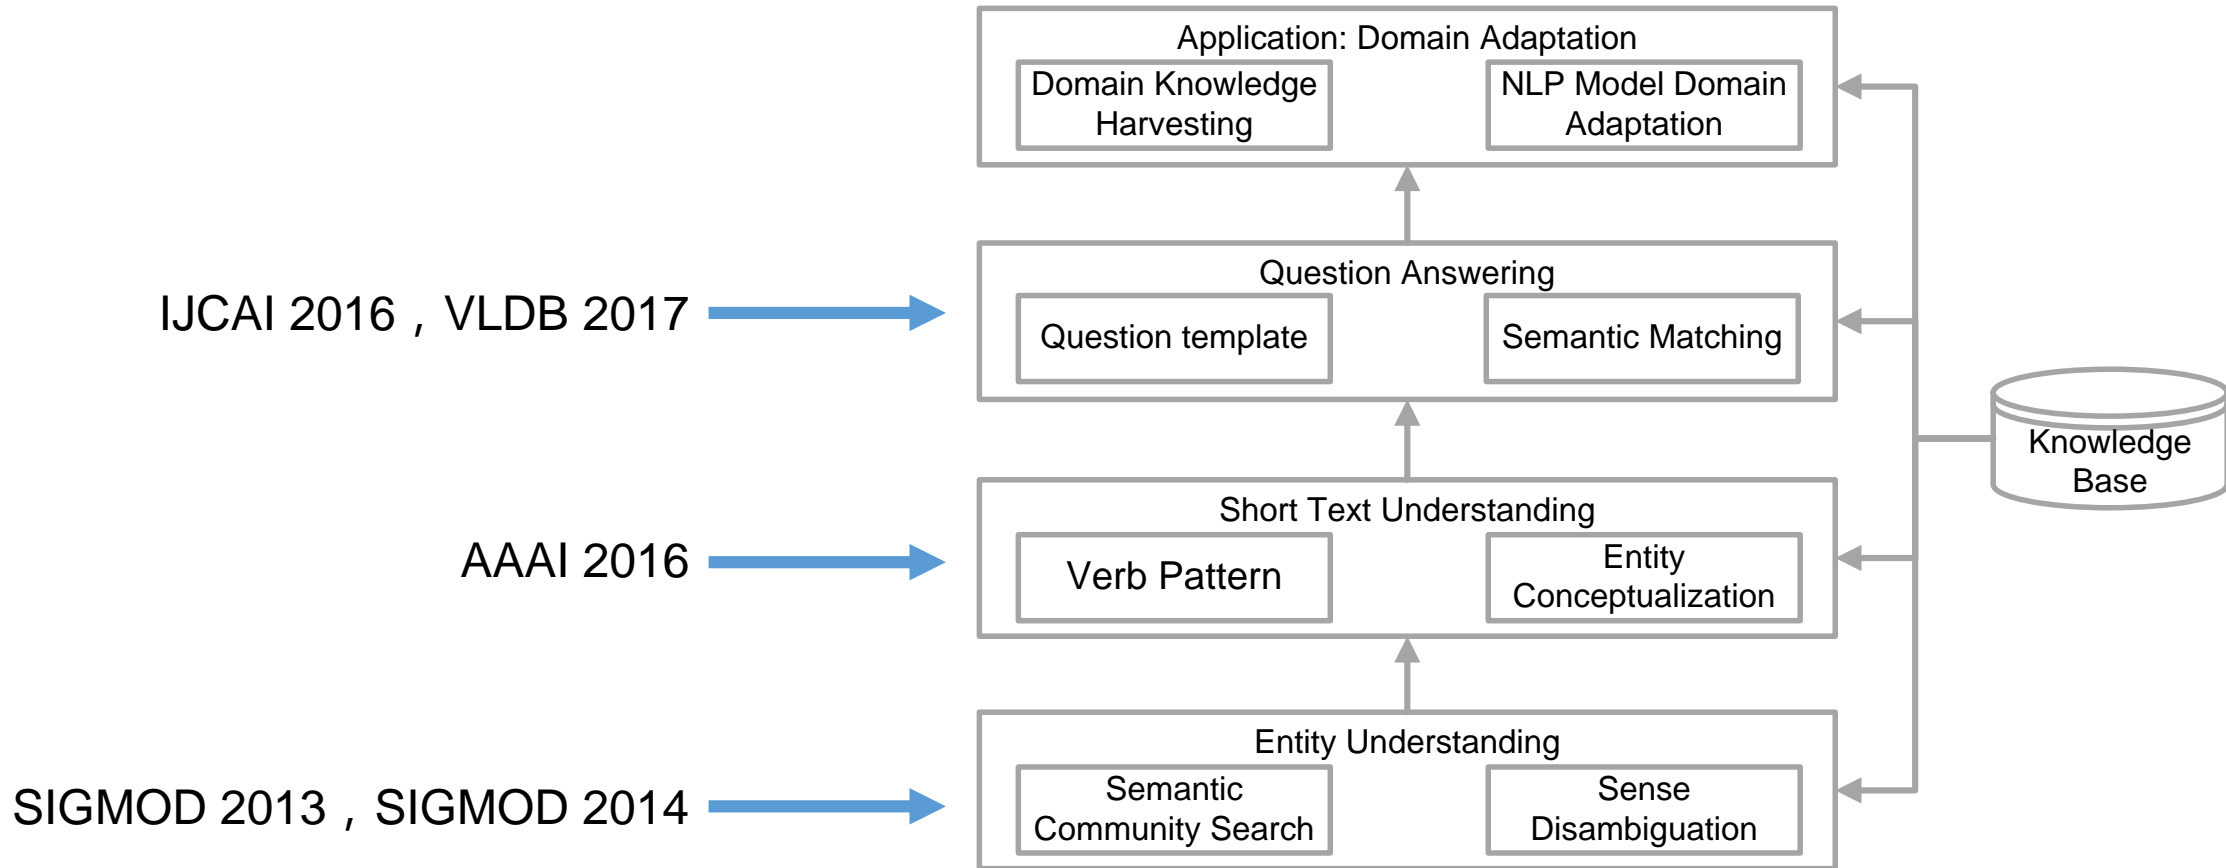 Application: Domain Adaptation
Domain Knowledge
Harvesting
NLP Model Domain
Adaptation
IJCAI 2016 , VLDB 2017
Question Answering
Question template
Semantic Matching
Knowledge
Base
AAAI 2016
Short Text Understanding
Verb Pattern
Entity
Conceptualization
SIGMOD 2013 , SIGMOD 2014
Entity Understanding
Semantic
Community Search
Sense
Disambiguation